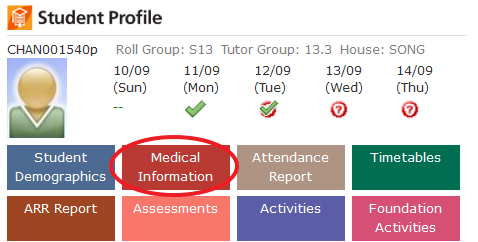 Student Profile
CHAN001540p Roll Group: S13 Tutor Group: 13.3 House: SONG
10/09 11/09 12/09 13/09 14/09
(Sun) (Mon) (Tue) (Wed) (Thu)
--
Student Demographics
Medical Information
Attendance Report
Timetables
ARR Report
Assessments
Activities
Foundation Activities